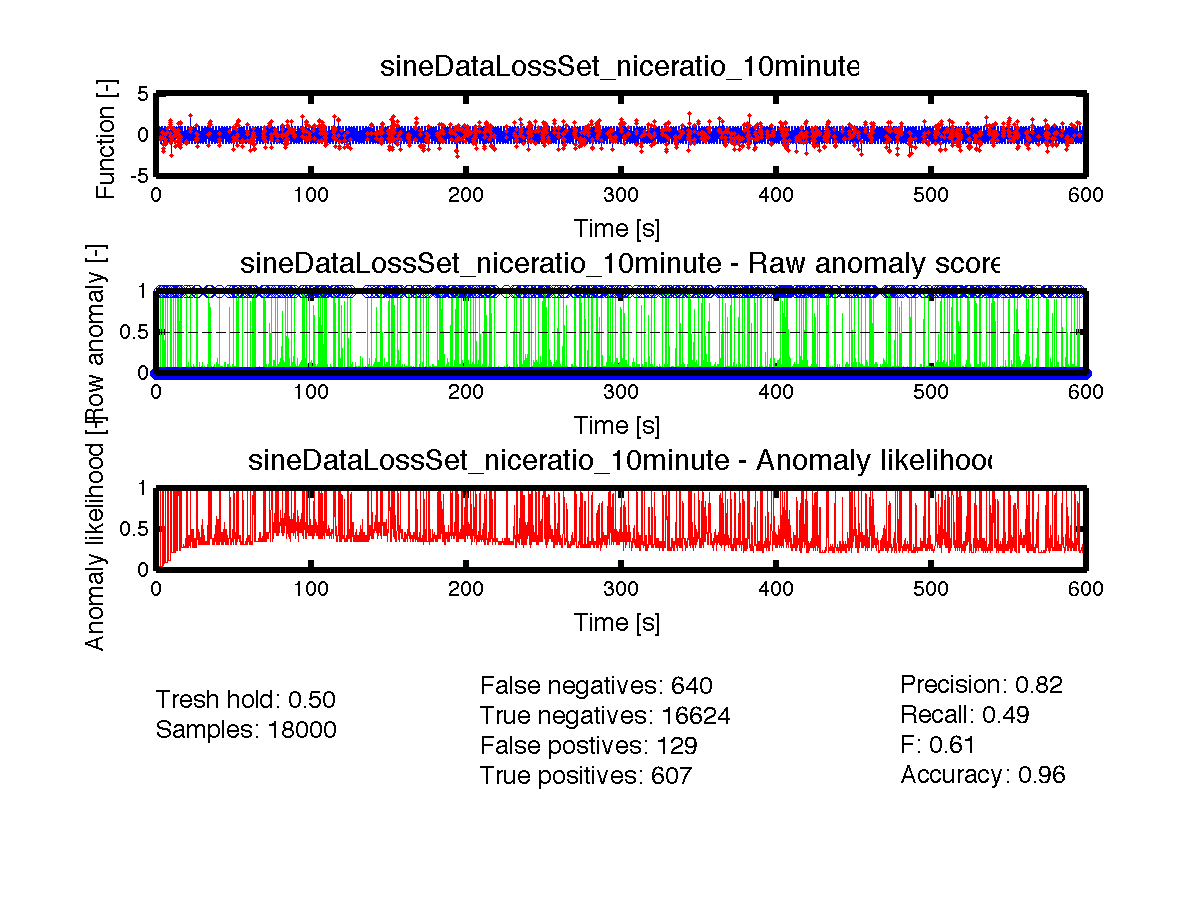 sineDataLossSet_niceratio_10minute
Function [-]
5
0
-5
0 100 200 300 400 500 600
Time [s]
sineDataLossSet_niceratio_10minute - Raw anomaly score
Row anomaly [-]
1
0.5
0
0 100 200 300 400 500 600
Time [s]
sineDataLossSet_niceratio_10minute - Anomaly likelihood
Anomaly likelihood [-]
1
0.5
0
0 100 200 300 400 500 600
Time [s]
Tresh hold: 0.50
Samples: 18000
False negatives: 640
True negatives: 16624
False postives: 129
True positives: 607
Precision: 0.82
Recall: 0.49
F: 0.61
Accuracy: 0.96